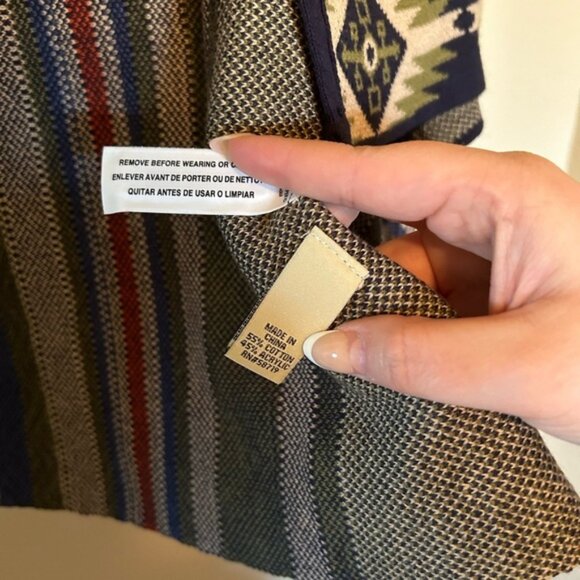 REMOVE BEFORE WEARING OR
ENLEVER AVANT DE PORTER OU DE
QUITAR ANTES DE USAR O LIMPIAR
MADE IN
CHINA
55% COTTON
45% ACRYLIC
RN#58719